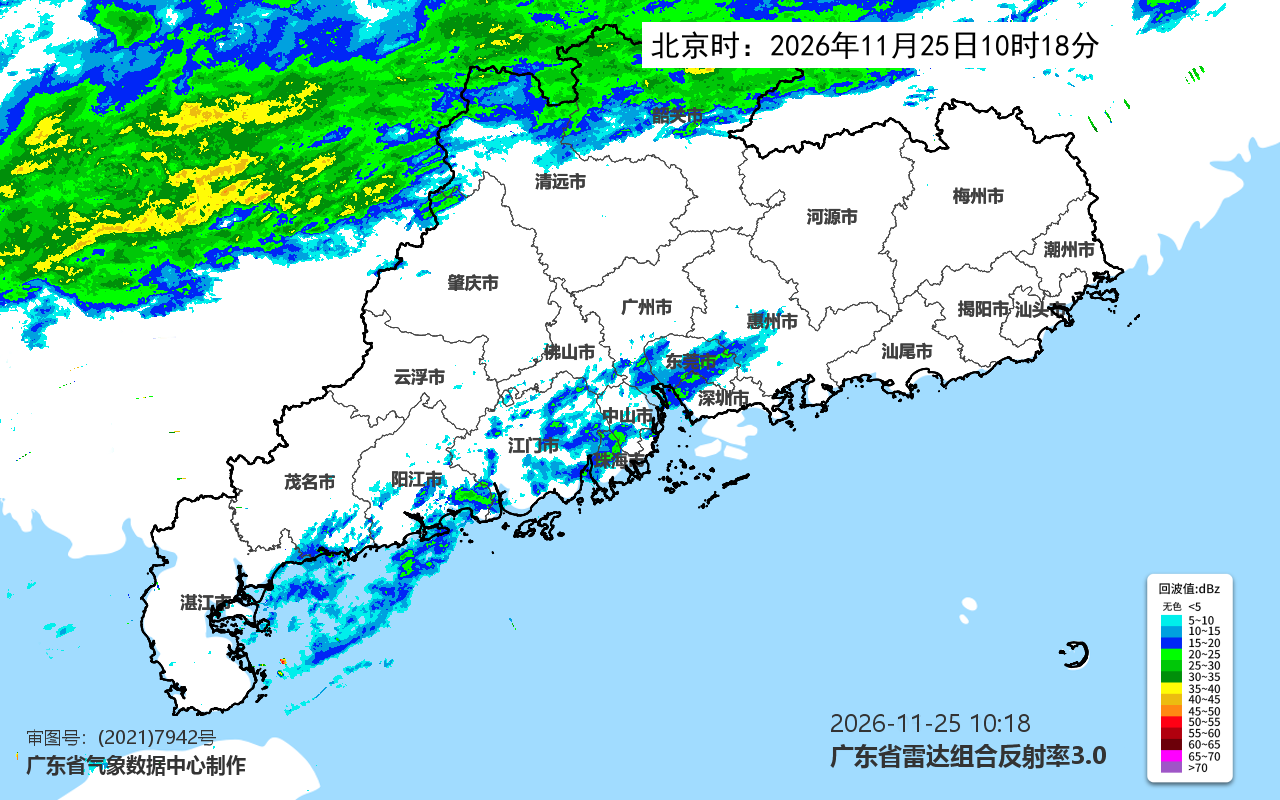 北京时：2026年11月25日10时18分
韶关市
清远市
梅州市
河源市
潮州市
肇庆市
广州市
揭阳市
汕头市
惠州市
佛山市
东莞市
汕尾市
云浮市
深圳市
中山市
江门市
珠海市
阳江市
茂名市
湛江市
回波值:dBz
无色 <5
5~10
10~15
15~20
20~25
25~30
30~35
35~40
40~45
45~50
50~55
55~60
60~65
65~70
>70
2026-11-25 10:18
广东省雷达组合反射率3.0
审图号：(2021)7942号
广东省气象数据中心制作